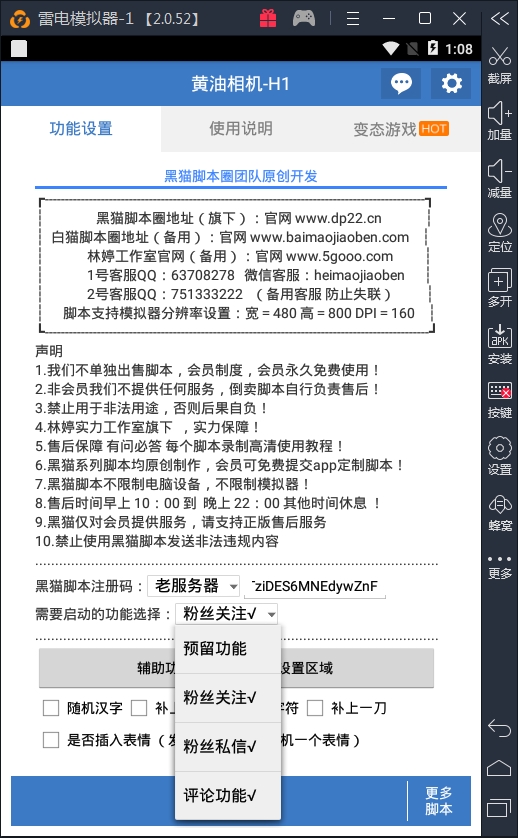 雷电模拟器-1 【2.0.52】
1:08
黄油相机-H1
功能设置 使用说明 变态游戏 HOT
黑猫脚本圈团队原创开发
黑猫脚本圈地址（旗下）：官网 www.dp22.cn
白猫脚本圈地址（备用）：官网 www.baimaojiaoben.com
林婷工作室官网（备用）：官网 www.5gooo.com
1号客服QQ：63708278 微信客服：heimaojiaoben
2号客服QQ：751333222 （备用客服 防止失联）
脚本支持模拟器分辨率设置：宽＝480 高＝800 DPI＝160
声明
1.我们不单独出售脚本，会员制度，会员永久免费使用！
2.非会员我们不提供任何服务，倒卖脚本自行负责售后！
3.禁止用于非法用途，否则后果自负！
4.林婷实力工作室旗下 ，实力保障！
5.售后保障 有问必答 每个脚本录制高清使用教程！
6.黑猫系列脚本均原创制作，会员可免费提交app定制脚本！
7.黑猫脚本不限制电脑设备，不限制模拟器！
8.售后时间早上 10：00 到 晚上 22：00 其他时间休息 ！
9.黑猫仅对会员提供服务，请支持正版售后服务
10.禁止使用黑猫脚本发送非法违规内容
黑猫脚本注册码： 老服务器 ziDES6MNEdywZnF
需要启动的功能选择： 粉丝关注√
预留功能
粉丝关注√
粉丝私信√
评论功能√
辅助功 设置区域
随机汉字 补上 字符 补上一刀
是否插入表情（发 机一个表情）
更多
脚本
截屏
加量
减量
定位
多开
安装
按键
设置
蜂窝
更多